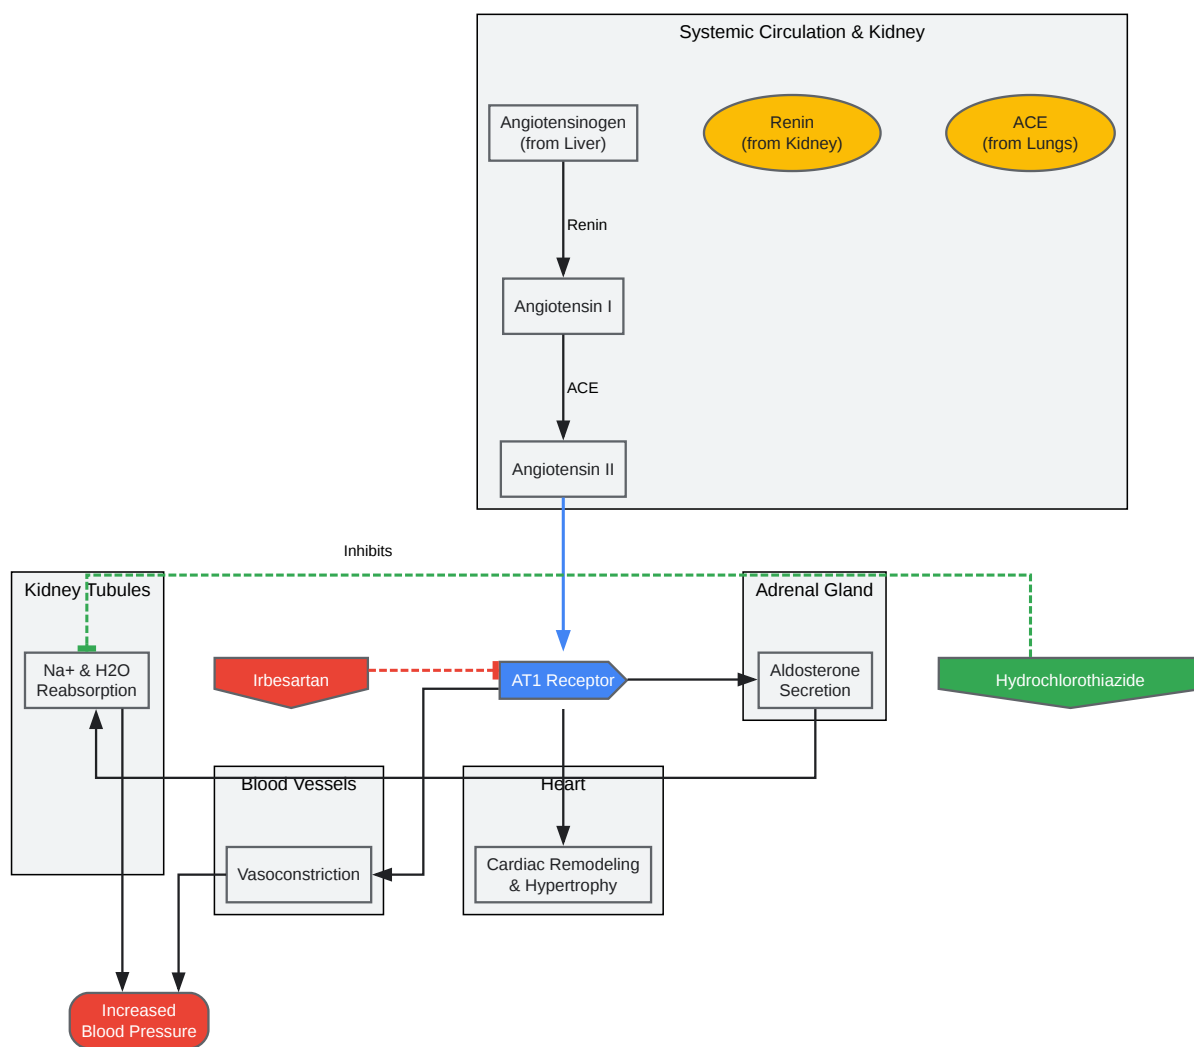 Systemic Circulation & Kidney
Angiotensinogen
(from Liver)
Renin
(from Kidney)
ACE
(from Lungs)
Renin
Angiotensin I
ACE
Angiotensin II
Inhibits
Kidney Tubules
Adrenal Gland
Na+ & H2O
Reabsorption
Irbesartan
AT1 Receptor
Aldosterone
Secretion
Hydrochlorothiazide
Blood Vessels
Heart
Vasoconstriction
Cardiac Remodeling
& Hypertrophy
Increased
Blood Pressure